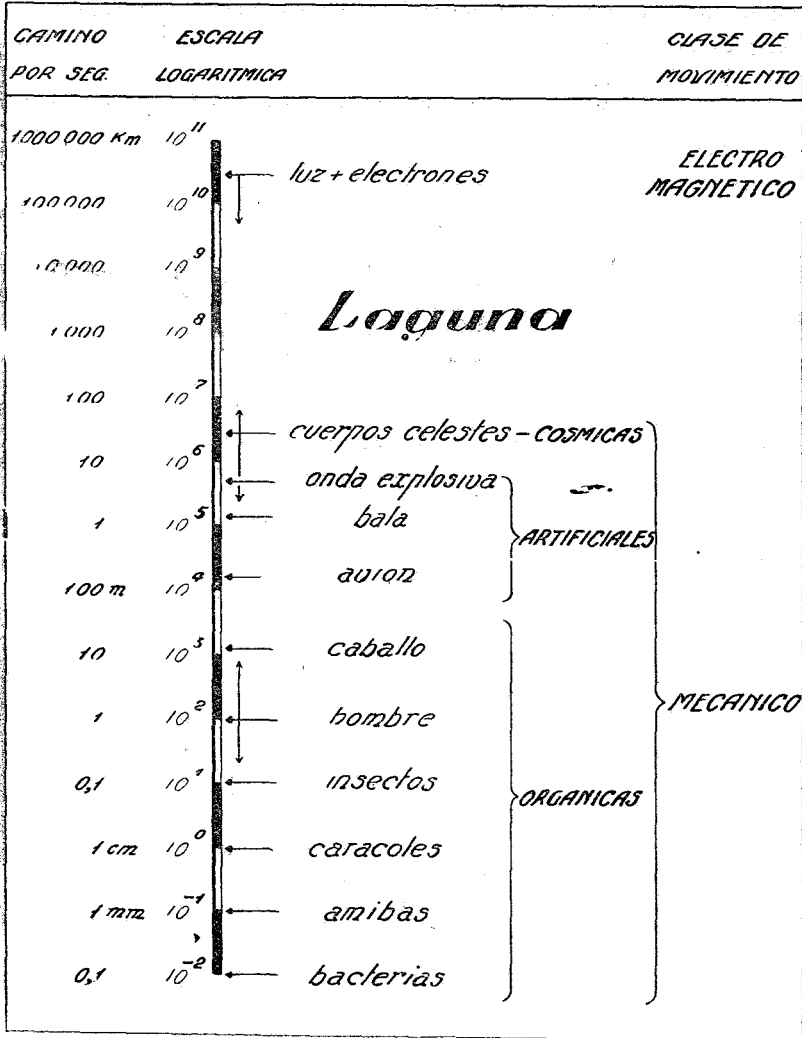 CAMINO ESCALA CLASE DE
POR SEG. LOGARITMICA MOVIMIENTO
1000 000 Km 10^11
luz + electrones ELECTRO
100 000 10^10 MAGNETICO
10 000 10^9
1 000 10^8 Laguna
100 10^7
cuerpos celestes - COSMICAS
10 10^6
onda explosiva
1 10^5 bala
ARTIFICIALES
100 m 10^4 avion
10 10^3 caballo
1 10^2 hombre MECANICO
0,1 10^1 insectos
ORGANICAS
1 cm 10^0 caracoles
1 mm 10^-1 amibas
0,1 10^-2 bacterias